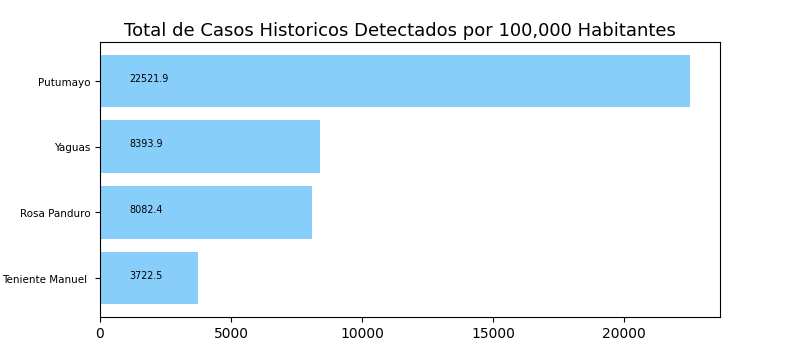 Total de Casos Historicos Detectados por 100,000 Habitantes
Putumayo 22521.9
Yaguas 8393.9
Rosa Panduro 8082.4
Teniente Manuel 3722.5
0 5000 10000 15000 20000